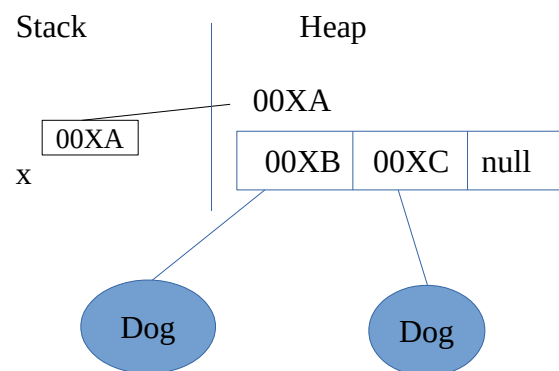 Stack
Heap
00XA
00XA
x
00XB
00XC
null
Dog
Dog